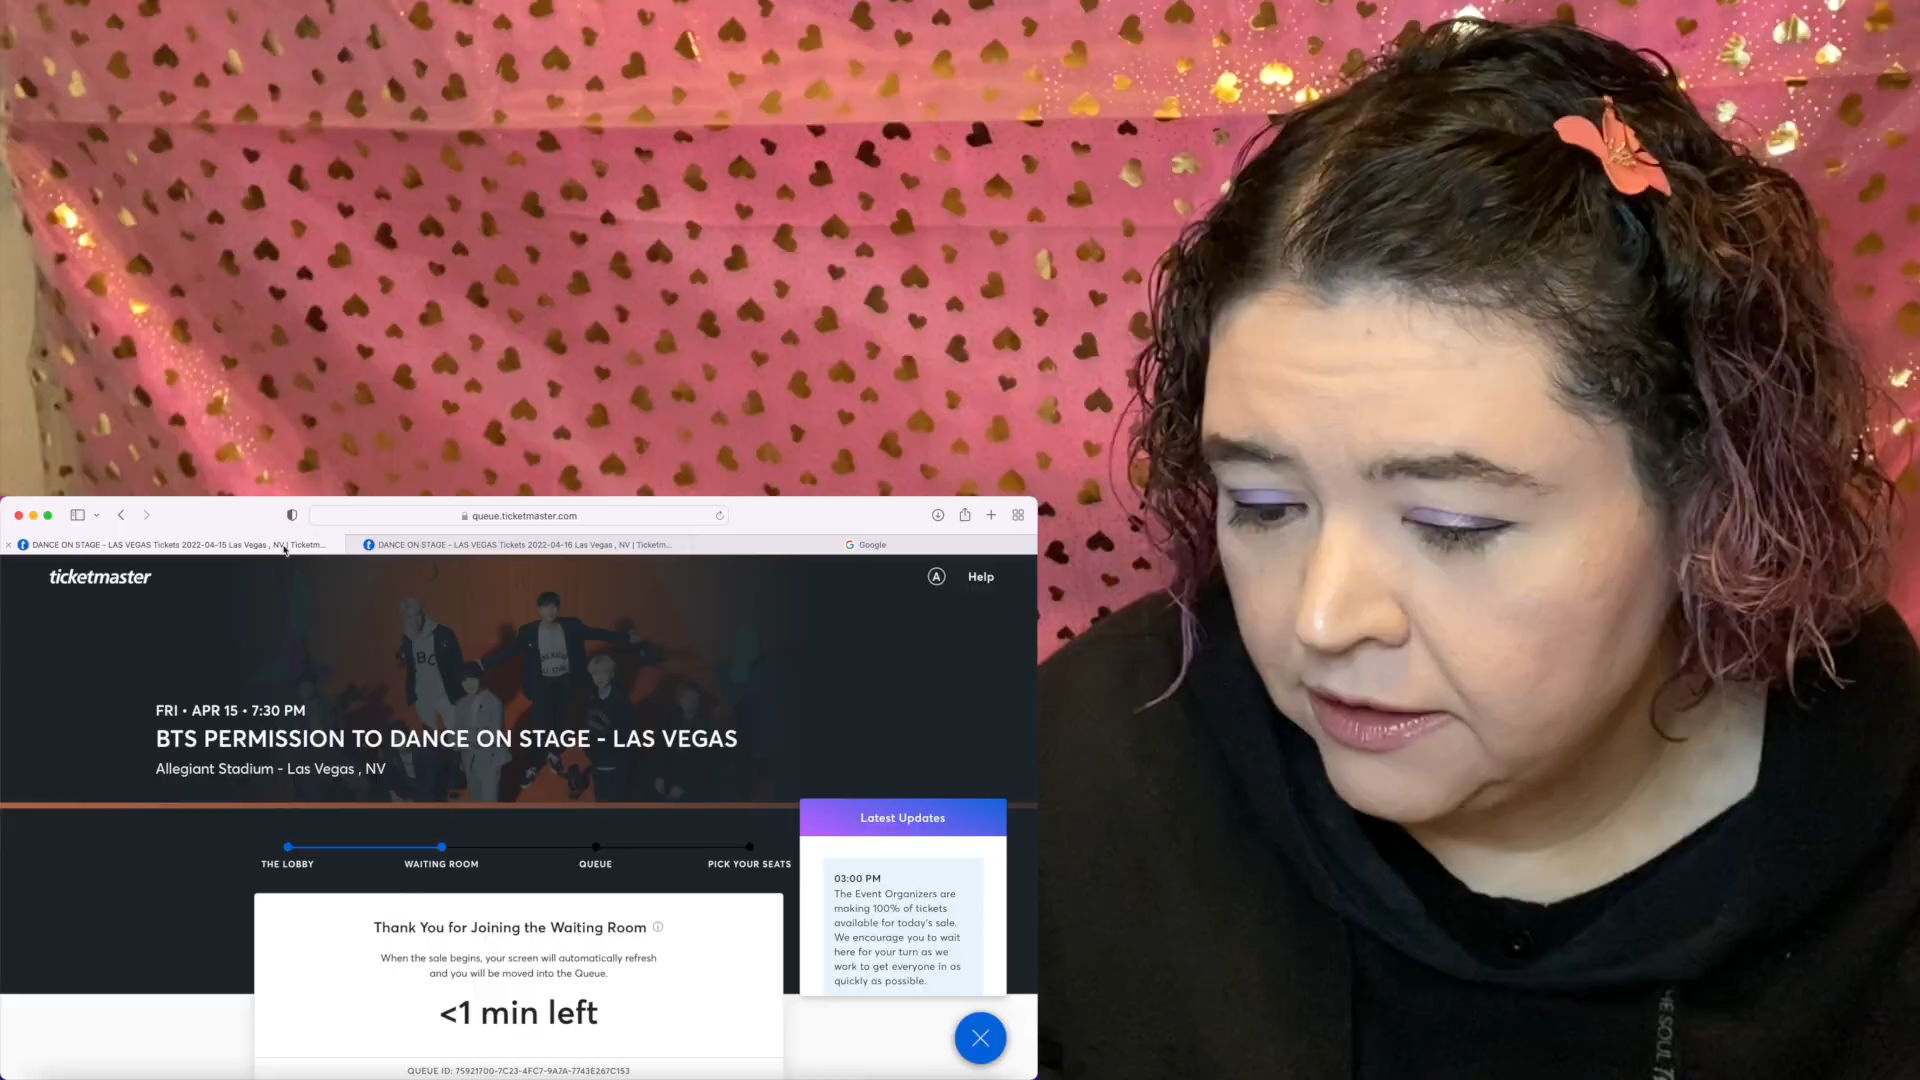 queue.ticketmaster.com
DANCE ON STAGE - LAS VEGAS Tickets 2022-04-15 Las Vegas , NV | Ticketm...
DANCE ON STAGE - LAS VEGAS Tickets 2022-04-16 Las Vegas , NV | Ticketm...
Google
ticketmaster
A
Help
FRI • APR 15 • 7:30 PM
BTS PERMISSION TO DANCE ON STAGE - LAS VEGAS
Allegiant Stadium - Las Vegas , NV
THE LOBBY
WAITING ROOM
QUEUE
PICK YOUR SEATS
Thank You for Joining the Waiting Room
When the sale begins, your screen will automatically refresh
and you will be moved into the Queue.
<1 min left
QUEUE ID: 75921700-7C23-4FC7-9A7A-7743E267C153
Latest Updates
03:00 PM
The Event Organizers are
making 100% of tickets
available for today's sale.
We encourage you to wait
here for your turn as we
work to get everyone in as
quickly as possible.